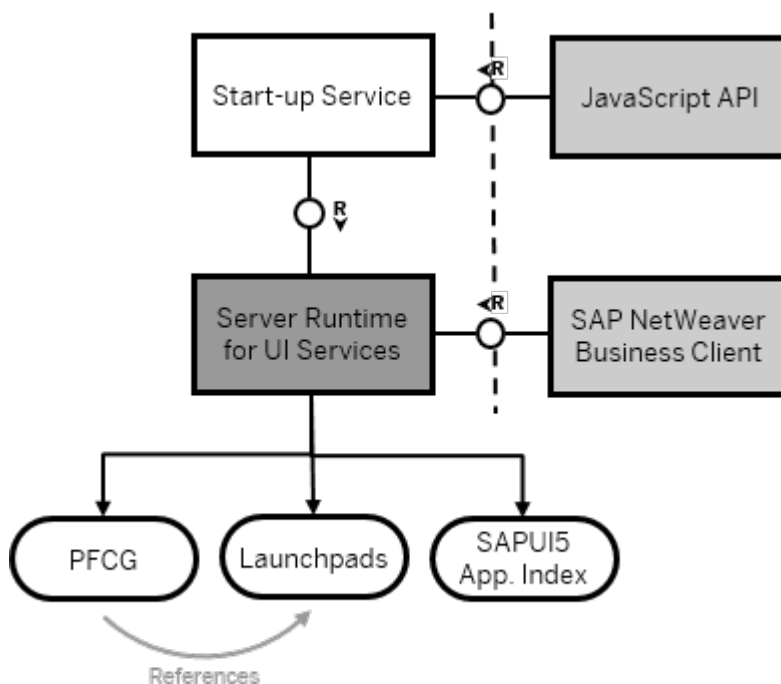 Start-up Service
R
JavaScript API
R
Server Runtime
for UI Services
R
SAP NetWeaver
Business Client
PFCG
Launchpads
SAPUI5
App. Index
References